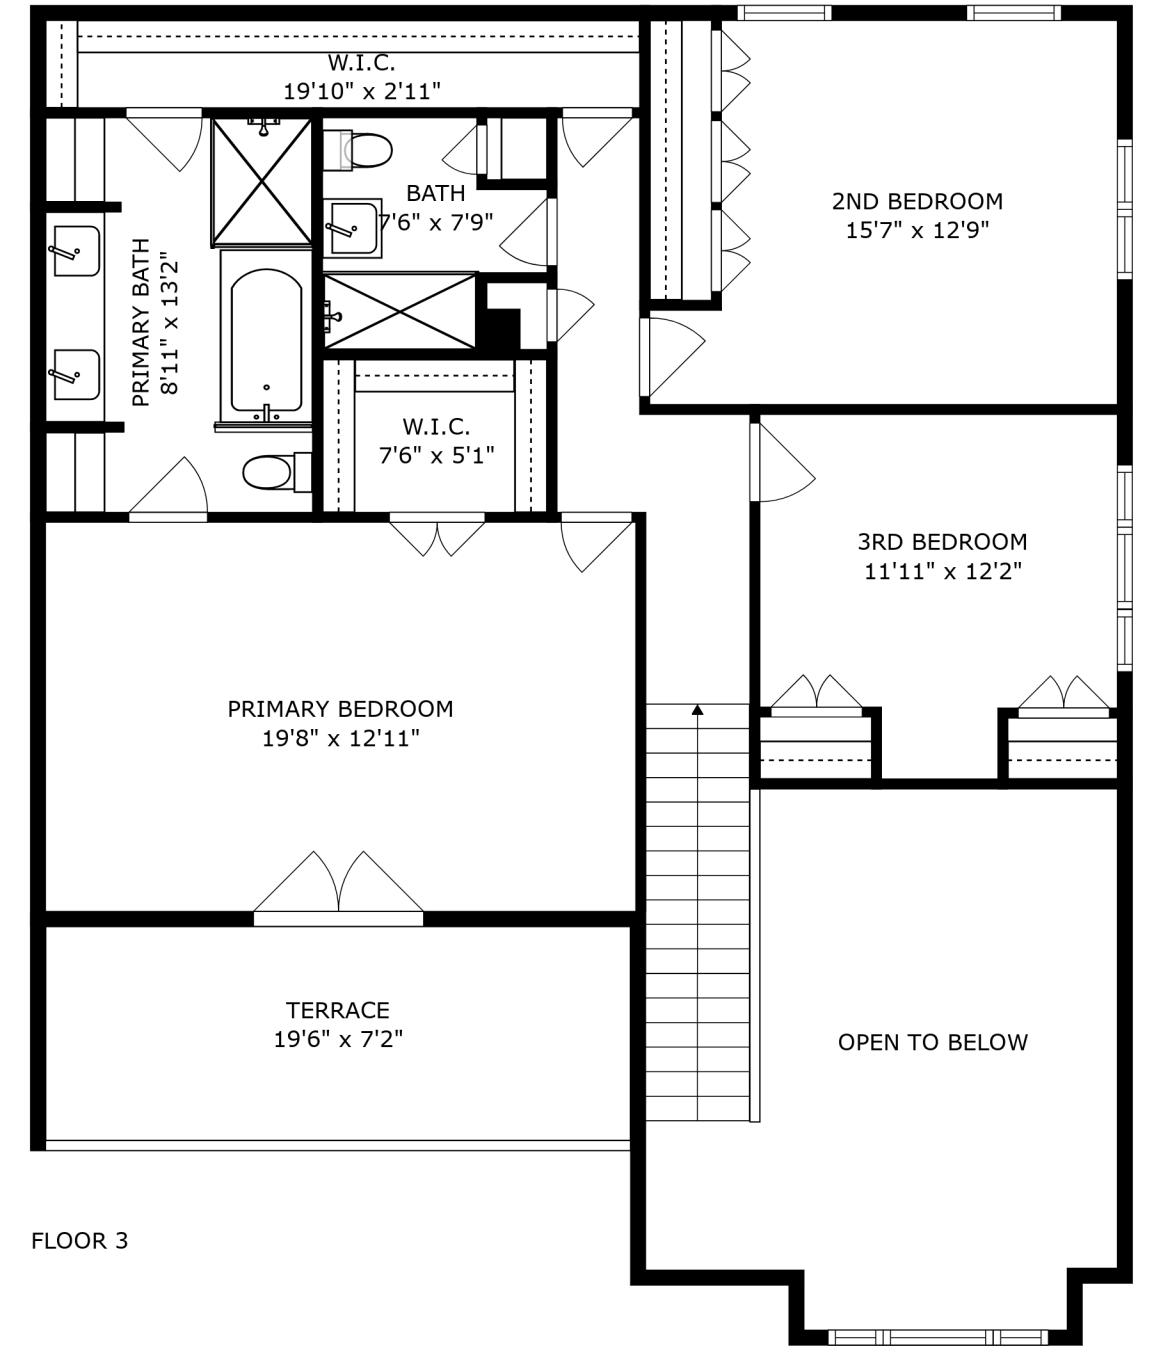 W.I.C.
19'10" x 2'11"
BATH
7'6" x 7'9"
2ND BEDROOM
15'7" x 12'9"
PRIMARY BATH
8'11" x 13'2"
W.I.C.
7'6" x 5'1"
3RD BEDROOM
11'11" x 12'2"
PRIMARY BEDROOM
19'8" x 12'11"
TERRACE
19'6" x 7'2"
OPEN TO BELOW
FLOOR 3